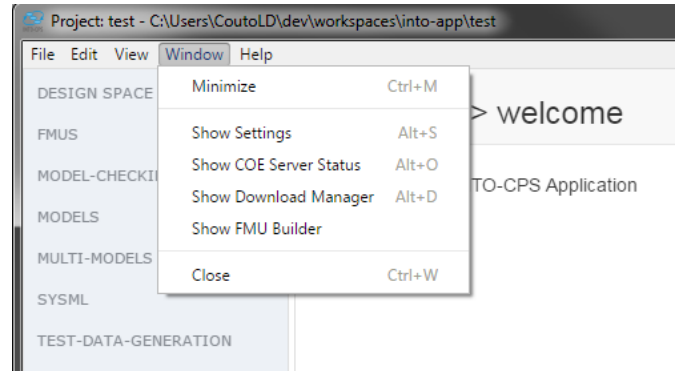 Project: test - C:\Users\CoutoLD\dev\workspaces\into-app\test
File Edit View Window Help
DESIGN SPACE
FMUS
MODEL-CHECKI
MODELS
MULTI-MODELS
SYSML
TEST-DATA-GENERATION
Minimize Ctrl+M
Show Settings Alt+S
Show COE Server Status Alt+O
Show Download Manager Alt+D
Show FMU Builder
Close Ctrl+W
> welcome
TO-CPS Application